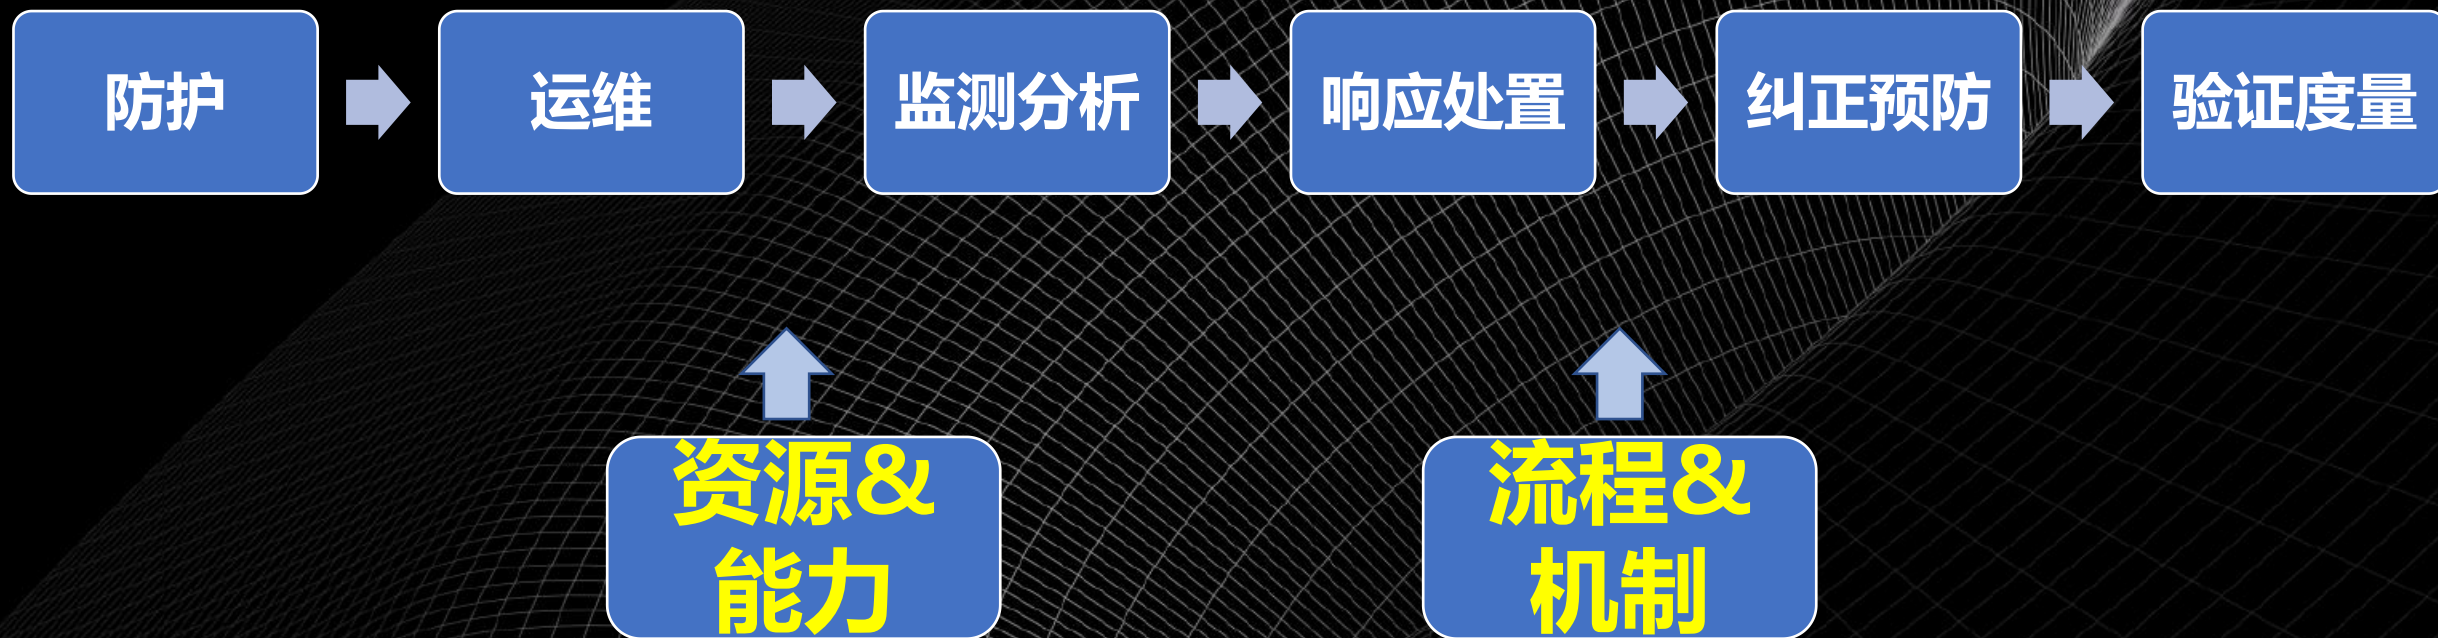 防护
运维
监测分析
响应处置
纠正预防
验证度量
资源&
能力
流程&
机制